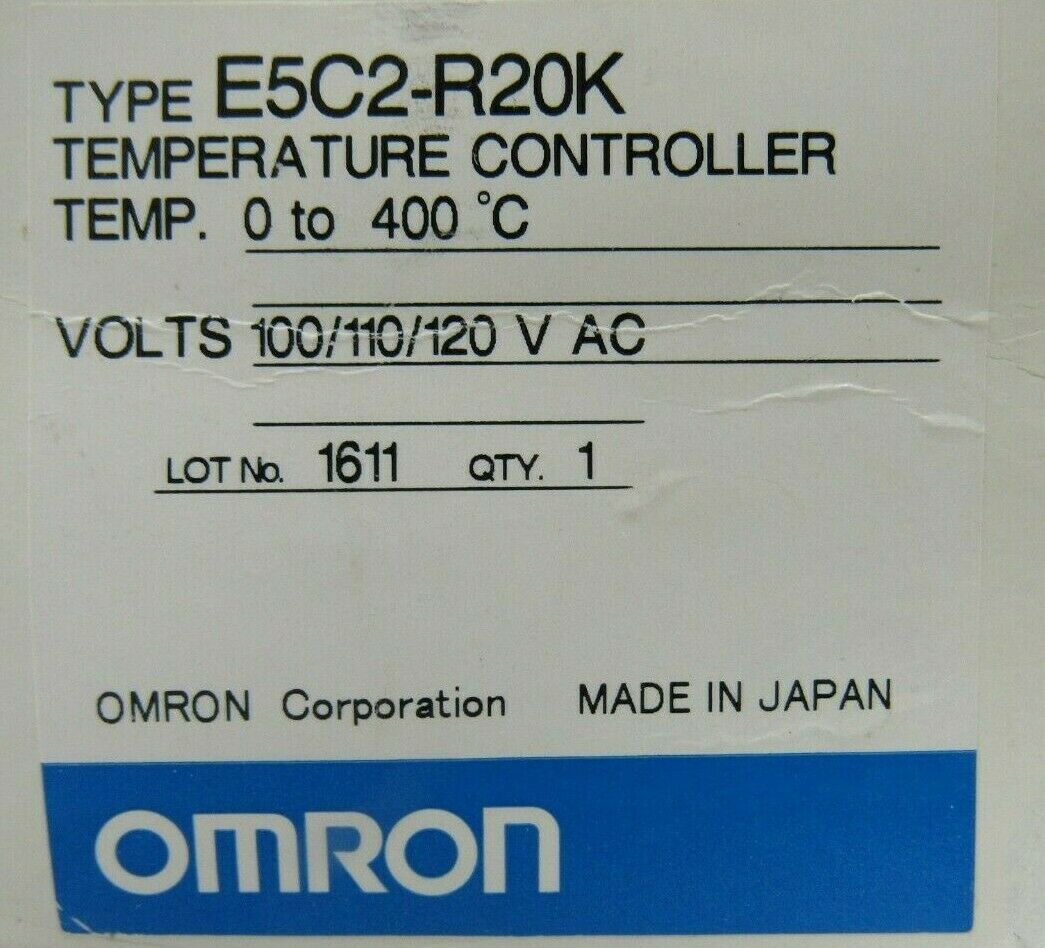 TYPE E5C2-R20K
TEMPERATURE CONTROLLER
TEMP. 0 to 400 °C
VOLTS 100/110/120 V AC
LOT No. 1611 QTY. 1
OMRON Corporation MADE IN JAPAN
OMRON